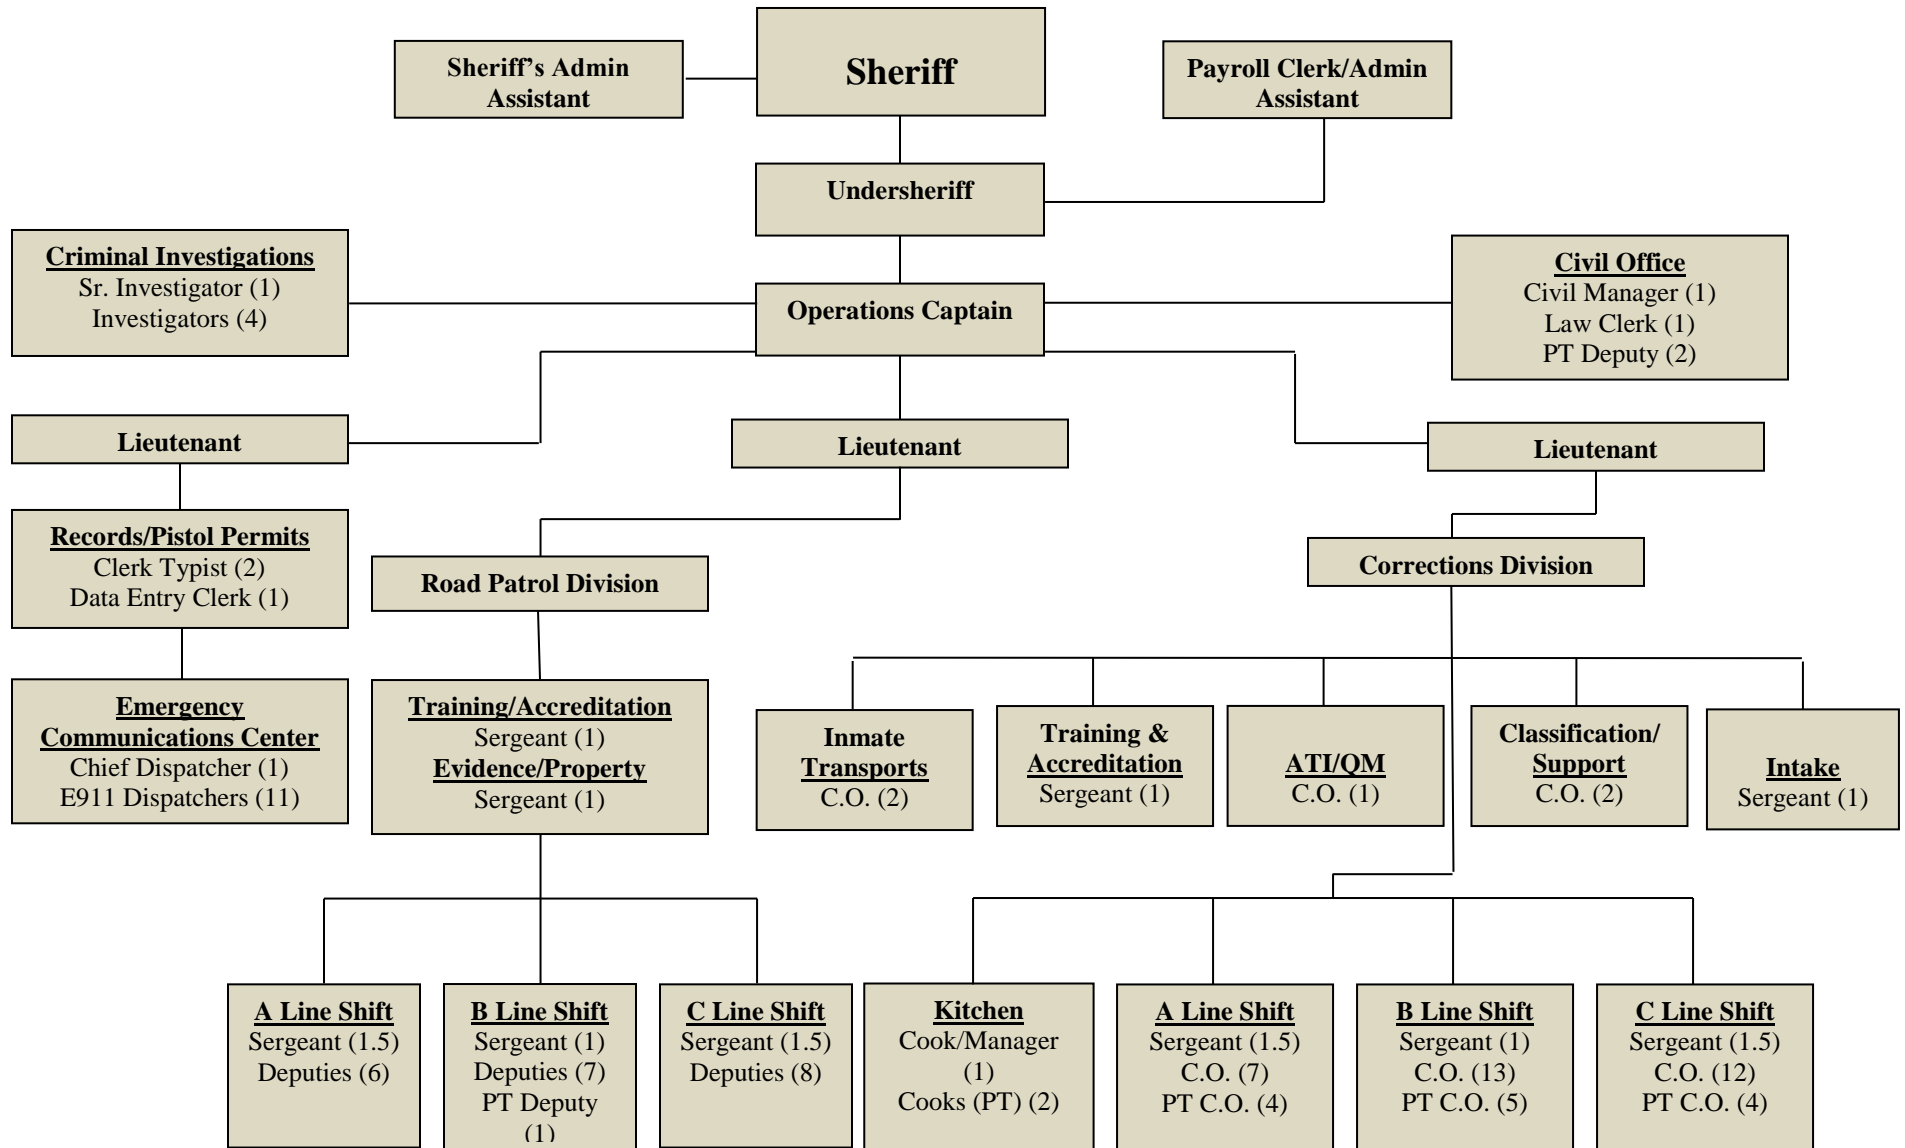 Sheriff’s Admin
Assistant
Sheriff
Payroll Clerk/Admin
Assistant
Undersheriff
Criminal Investigations
Sr. Investigator (1)
Investigators (4)
Operations Captain
Civil Office
Civil Manager (1)
Law Clerk (1)
PT Deputy (2)
Lieutenant
Lieutenant
Lieutenant
Records/Pistol Permits
Clerk Typist (2)
Data Entry Clerk (1)
Road Patrol Division
Corrections Division
Emergency
Communications Center
Chief Dispatcher (1)
E911 Dispatchers (11)
Training/Accreditation
Sergeant (1)
Evidence/Property
Sergeant (1)
Inmate
Transports
C.O. (2)
Training &
Accreditation
Sergeant (1)
ATI/QM
C.O. (1)
Classification/
Support
C.O. (2)
Intake
Sergeant (1)
A Line Shift
Sergeant (1.5)
Deputies (6)
B Line Shift
Sergeant (1)
Deputies (7)
PT Deputy
(1)
C Line Shift
Sergeant (1.5)
Deputies (8)
Kitchen
Cook/Manager
(1)
Cooks (PT) (2)
A Line Shift
Sergeant (1.5)
C.O. (7)
PT C.O. (4)
B Line Shift
Sergeant (1)
C.O. (13)
PT C.O. (5)
C Line Shift
Sergeant (1.5)
C.O. (12)
PT C.O. (4)